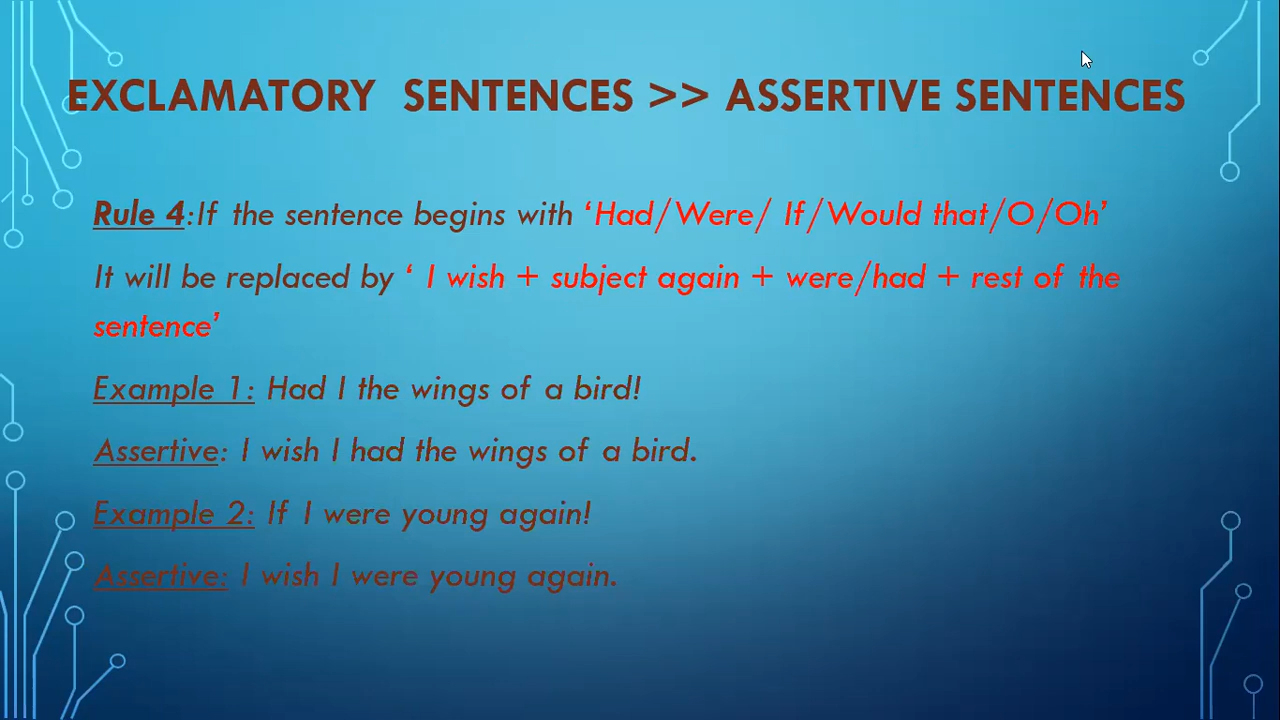 EXCLAMATORY SENTENCES >> ASSERTIVE SENTENCES
Rule 4:If the sentence begins with ‘Had/Were/ If/Would that/O/Oh’
It will be replaced by ‘ I wish + subject again + were/had + rest of the
sentence’
Example 1: Had I the wings of a bird!
Assertive: I wish I had the wings of a bird.
Example 2: If I were young again!
Assertive: I wish I were young again.